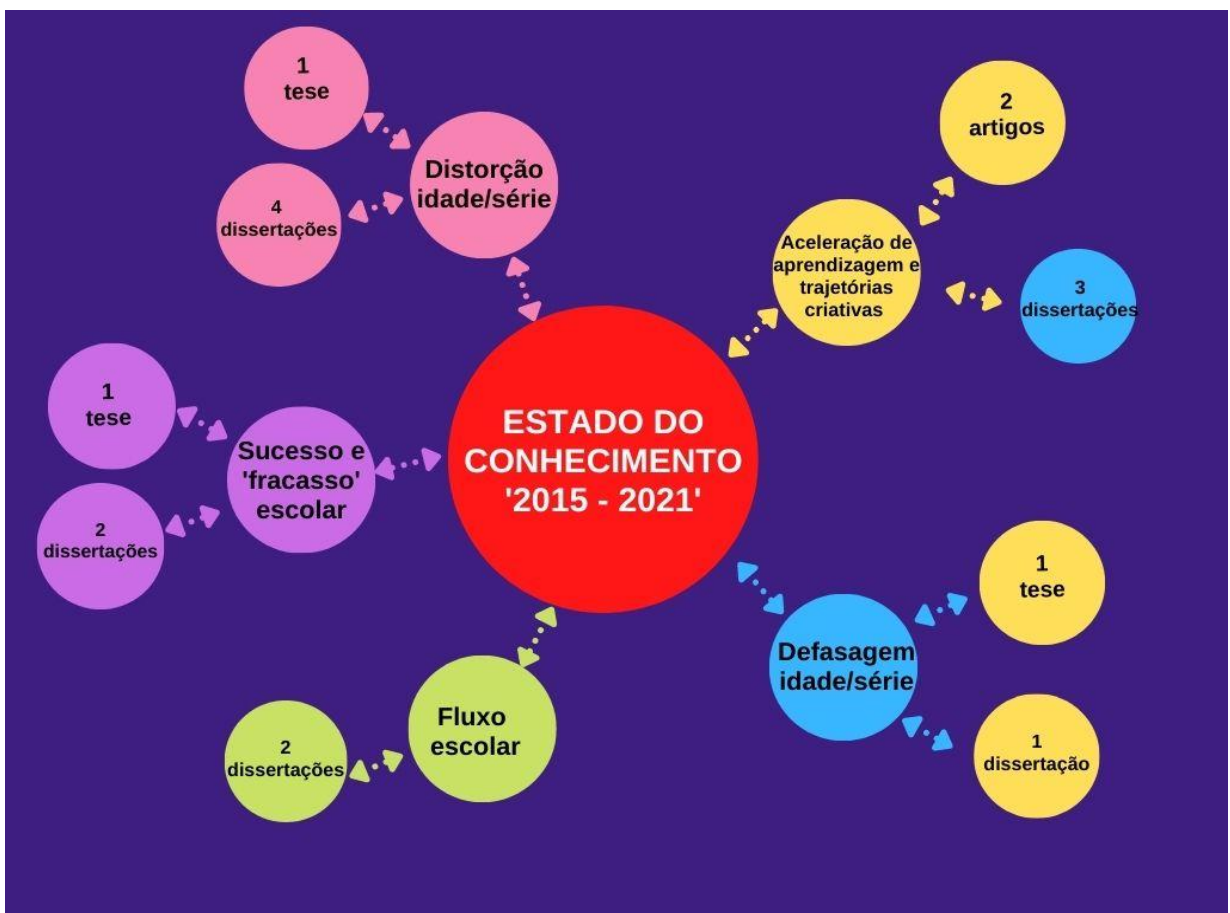 1
tese
Distorção
idade/série
4
dissertações
2
artigos
Aceleração de
aprendizagem e
trajetórias
criativas
3
dissertações
ESTADO DO
CONHECIMENTO
'2015 - 2021'
1
tese
Sucesso e
'fracasso'
escolar
2
dissertações
1
tese
Defasagem
idade/série
1
dissertação
Fluxo
escolar
2
dissertações